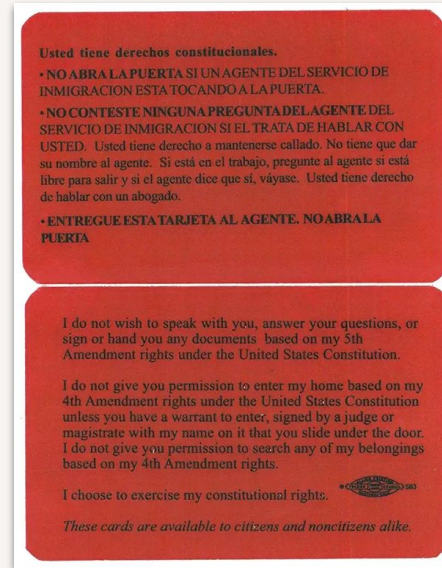 Usted tiene derechos constitucionales.
• NO ABRA LA PUERTA SI UN AGENTE DEL SERVICIO DE
INMIGRACION ESTA TOCANDO A LA PUERTA.
• NO CONTESTE NINGUNA PREGUNTA DEL AGENTE DEL
SERVICIO DE INMIGRACION SI EL TRATA DE HABLAR CON
USTED. Usted tiene derecho a mantenerse callado. No tiene que dar
su nombre al agente. Si está en el trabajo, pregunte al agente si está
libre para salir y si el agente dice que sí, váyase. Usted tiene derecho
de hablar con un abogado.
• ENTREGUE ESTA TARJETA AL AGENTE. NO ABRA LA
PUERTA
I do not wish to speak with you, answer your questions, or
sign or hand you any documents based on my 5th
Amendment rights under the United States Constitution.
I do not give you permission to enter my home based on my
4th Amendment rights under the United States Constitution
unless you have a warrant to enter, signed by a judge or
magistrate with my name on it that you slide under the door.
I do not give you permission to search any of my belongings
based on my 4th Amendment rights.
I choose to exercise my constitutional rights.
These cards are available to citizens and noncitizens alike.